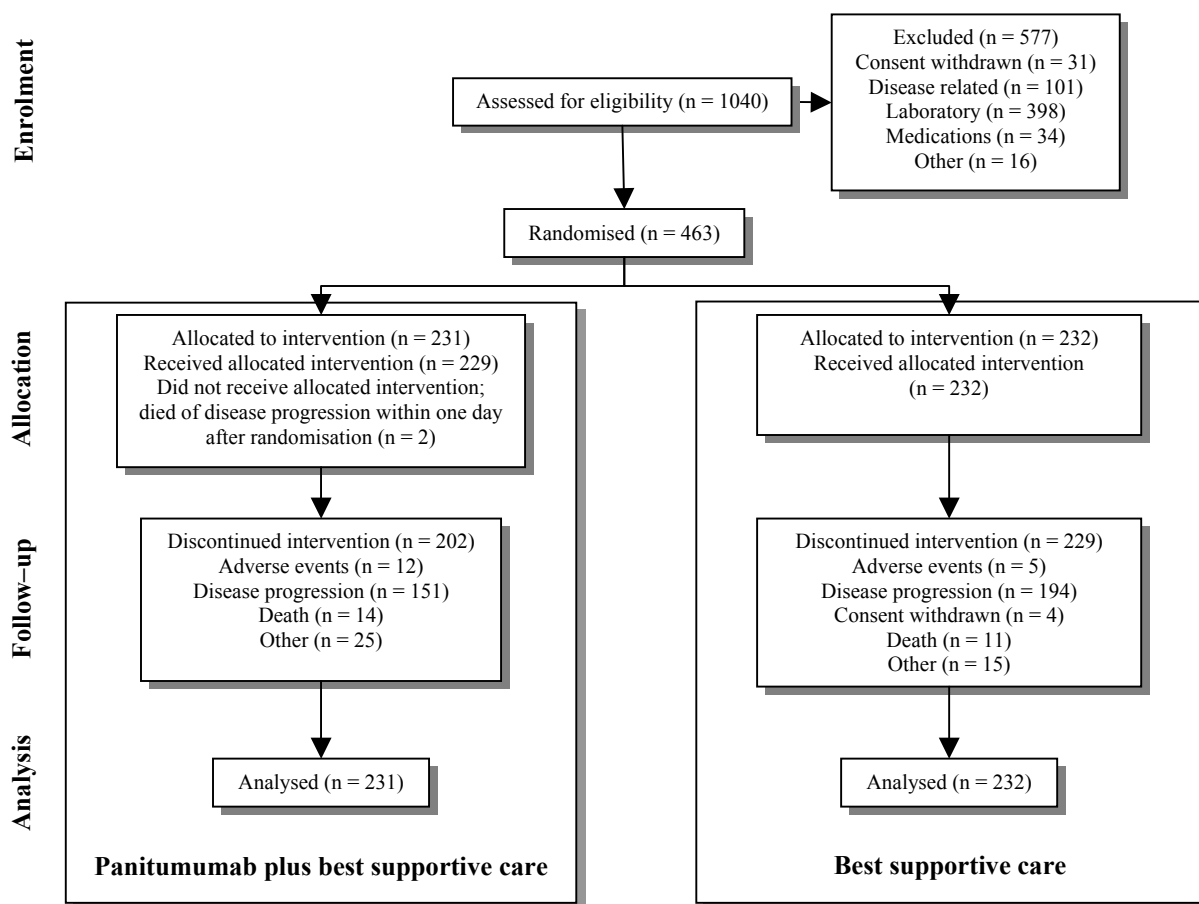 Enrolment
Assessed for eligibility (n = 1040)
Excluded (n = 577)
Consent withdrawn (n = 31)
Disease related (n = 101)
Laboratory (n = 398)
Medications (n = 34)
Other (n = 16)
Randomised (n = 463)
Allocation
Allocated to intervention (n = 231)
Received allocated intervention (n = 229)
Did not receive allocated intervention;
died of disease progression within one day
after randomisation (n = 2)
Allocated to intervention (n = 232)
Received allocated intervention
(n = 232)
Follow–up
Discontinued intervention (n = 202)
Adverse events (n = 12)
Disease progression (n = 151)
Death (n = 14)
Other (n = 25)
Discontinued intervention (n = 229)
Adverse events (n = 5)
Disease progression (n = 194)
Consent withdrawn (n = 4)
Death (n = 11)
Other (n = 15)
Analysis
Analysed (n = 231)
Analysed (n = 232)
Panitumumab plus best supportive care
Best supportive care